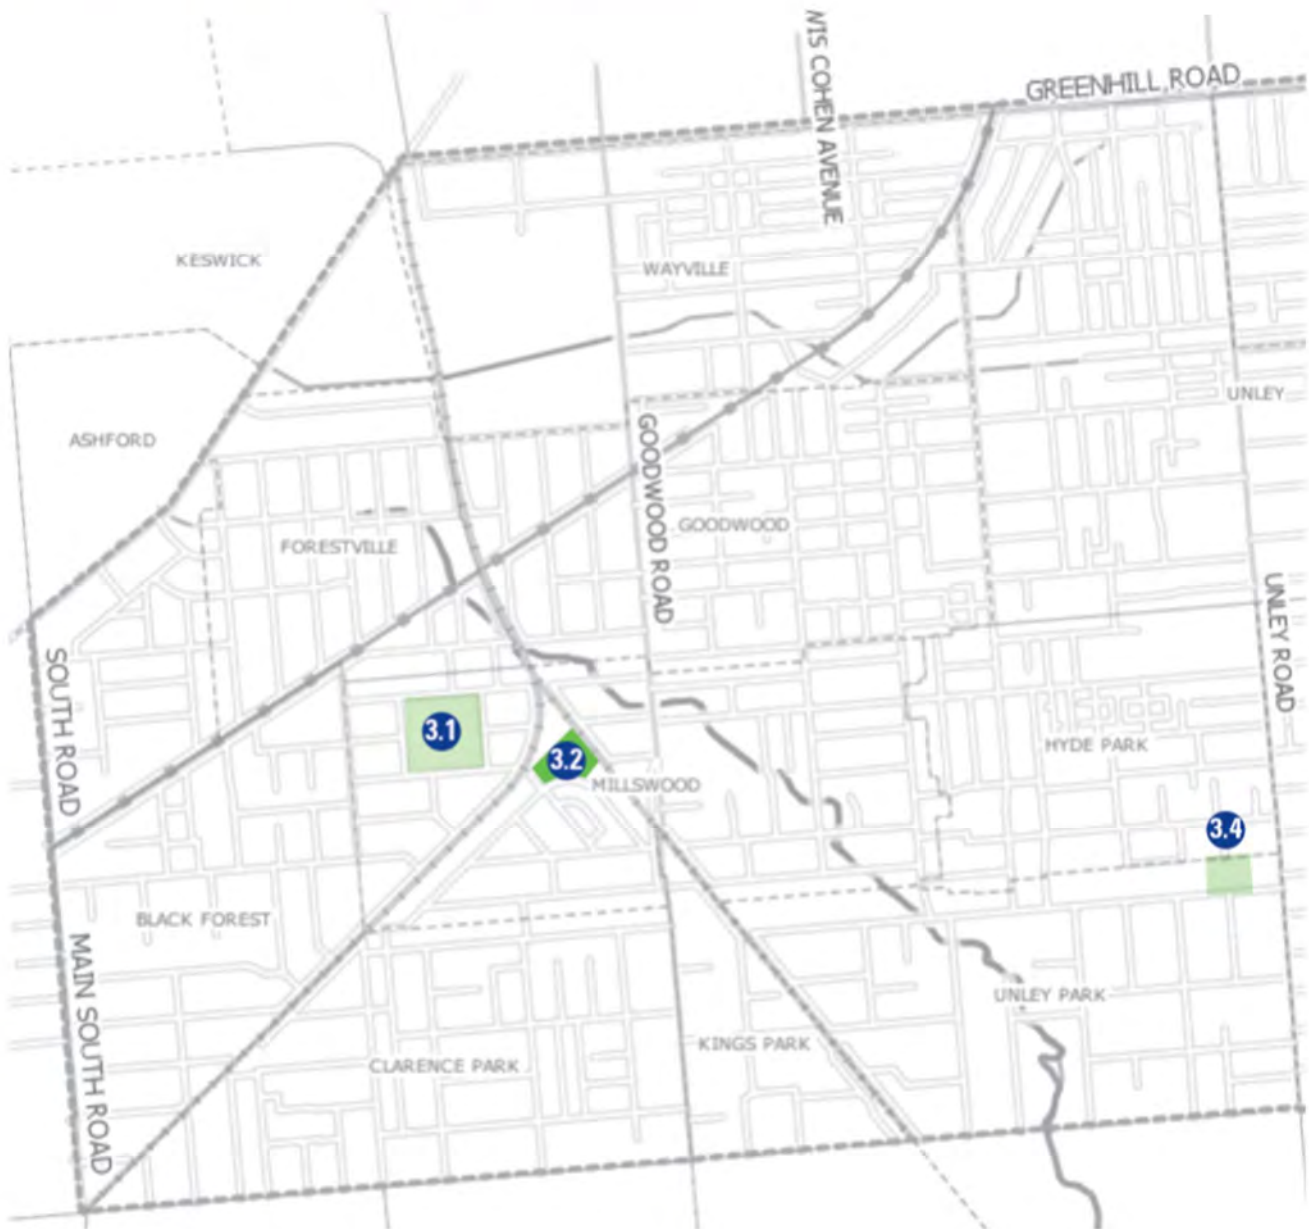 WIS COHEN AVENUE
GREENHILL ROAD
KESWICK
WAYVILLE
UNLEY
ASHFORD
GOODWOOD ROAD
GOODWOOD
FORESTVILLE
UNLEY ROAD
SOUTH ROAD
3.1
3.2
HYDE PARK
MILLSWOOD
3.4
BLACK FOREST
MAIN SOUTH ROAD
UNLEY PARK
KINGS PARK
CLARENCE PARK